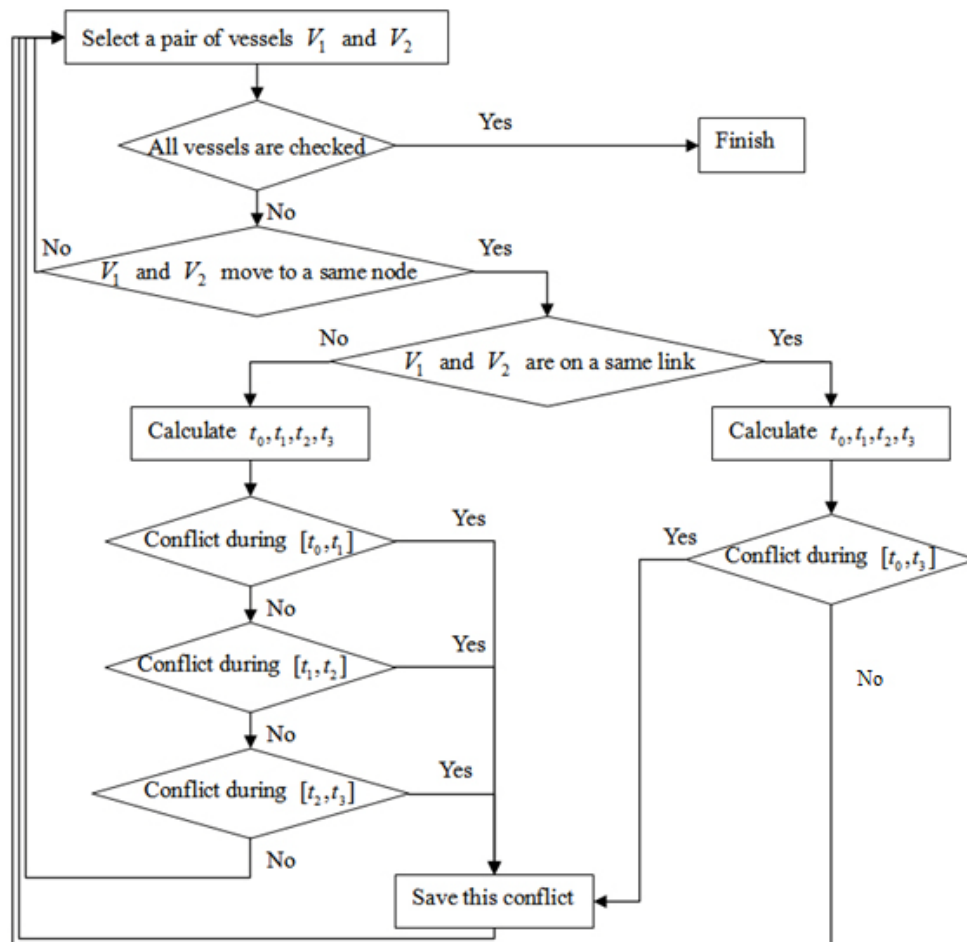 Select a pair of vessels V₁ and V₂
Yes
All vessels are checked
Finish
No
No
Yes
V₁ and V₂ move to a same node
No
Yes
V₁ and V₂ are on a same link
Calculate t₀,t₁,t₂,t₃
Calculate t₀,t₁,t₂,t₃
Yes
Conflict during [t₀,t₁]
Yes
Conflict during [t₀,t₃]
No
Yes
Conflict during [t₁,t₂]
No
No
Yes
Conflict during [t₂,t₃]
No
Save this conflict